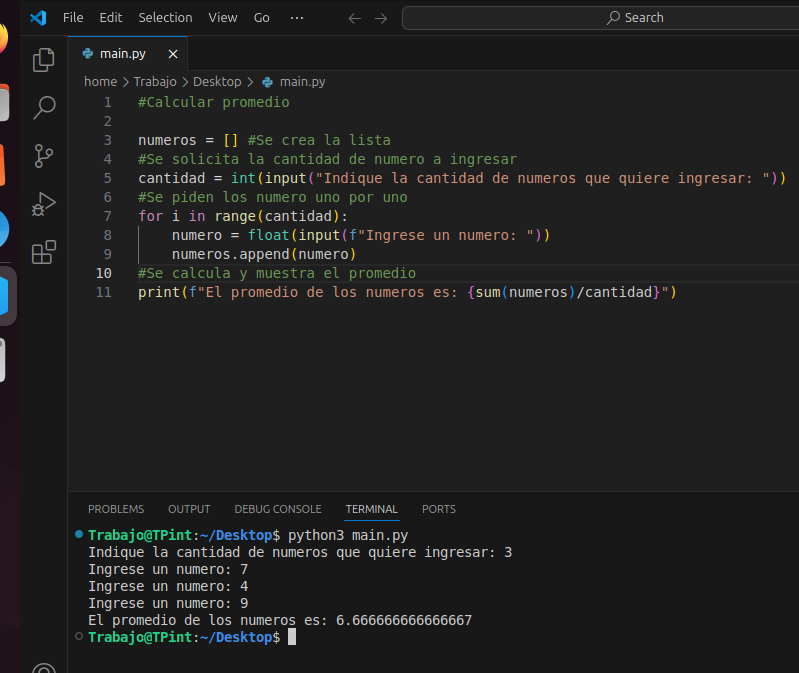 File Edit Selection View Go ··· Search
main.py
home > Trabajo > Desktop > main.py
1 #Calcular promedio
2
3 numeros = [] #Se crea la lista
4 #Se solicita la cantidad de numero a ingresar
5 cantidad = int(input("Indique la cantidad de numeros que quiere ingresar: "))
6 #Se piden los numero uno por uno
7 for i in range(cantidad):
8     numero = float(input(f"Ingrese un numero: "))
9     numeros.append(numero)
10 #Se calcula y muestra el promedio
11 print(f"El promedio de los numeros es: {sum(numeros)/cantidad}")
PROBLEMS OUTPUT DEBUG CONSOLE TERMINAL PORTS
Trabajo@TPint:~/Desktop$ python3 main.py
Indique la cantidad de numeros que quiere ingresar: 3
Ingrese un numero: 7
Ingrese un numero: 4
Ingrese un numero: 9
El promedio de los numeros es: 6.666666666666667
Trabajo@TPint:~/Desktop$